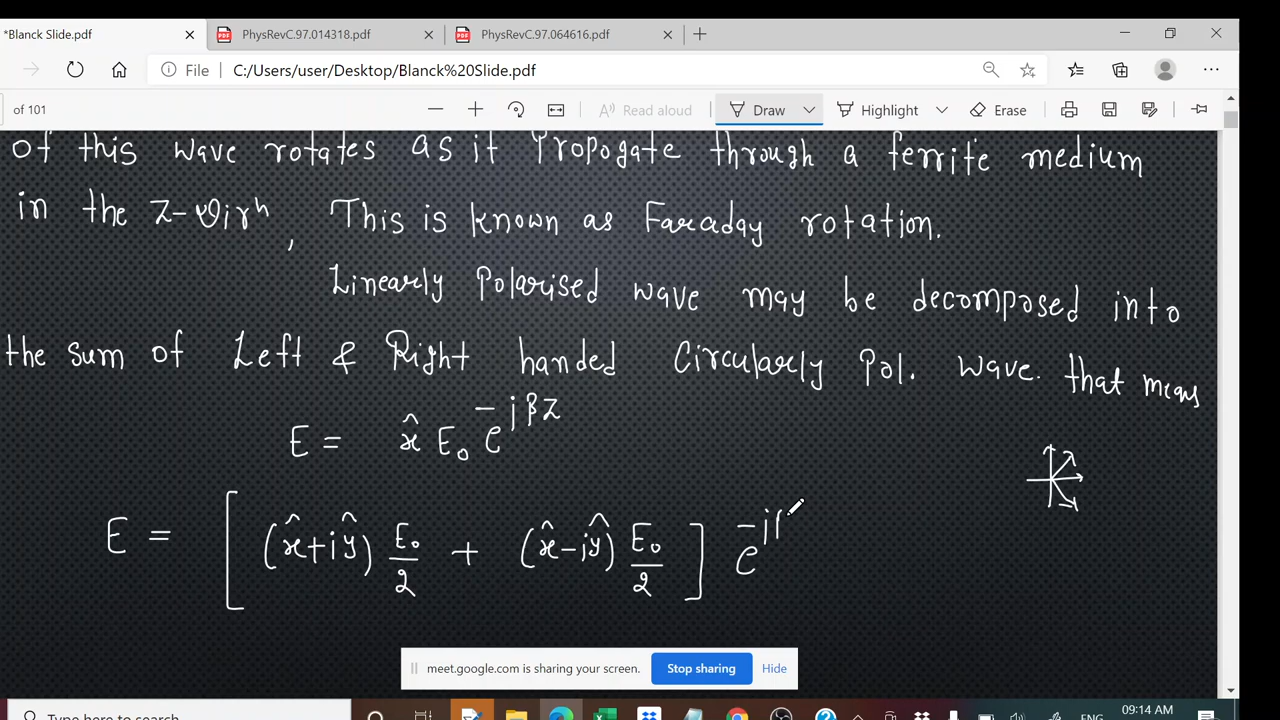 *Blanck Slide.pdf
PhysRevC.97.014318.pdf
PhysRevC.97.064616.pdf
File
C:/Users/user/Desktop/Blanck%20Slide.pdf
of 101
Read aloud
Draw
Highlight
Erase
of this wave rotates as it Propogate through a ferrite medium
in the Z-dirⁿ, This is known as Faraday rotation.
Linearly Polarised wave may be decomposed into
the sum of Left & Right handed Circularly Pol. Wave. that means
E = x̂ E₀ e^{-jβz}
E = [ (x̂+iŷ) E₀/2 + (x̂-iŷ) E₀/2 ] e^{-j
meet.google.com is sharing your screen.
Stop sharing
Hide
Type here to search
ENG
09:14 AM